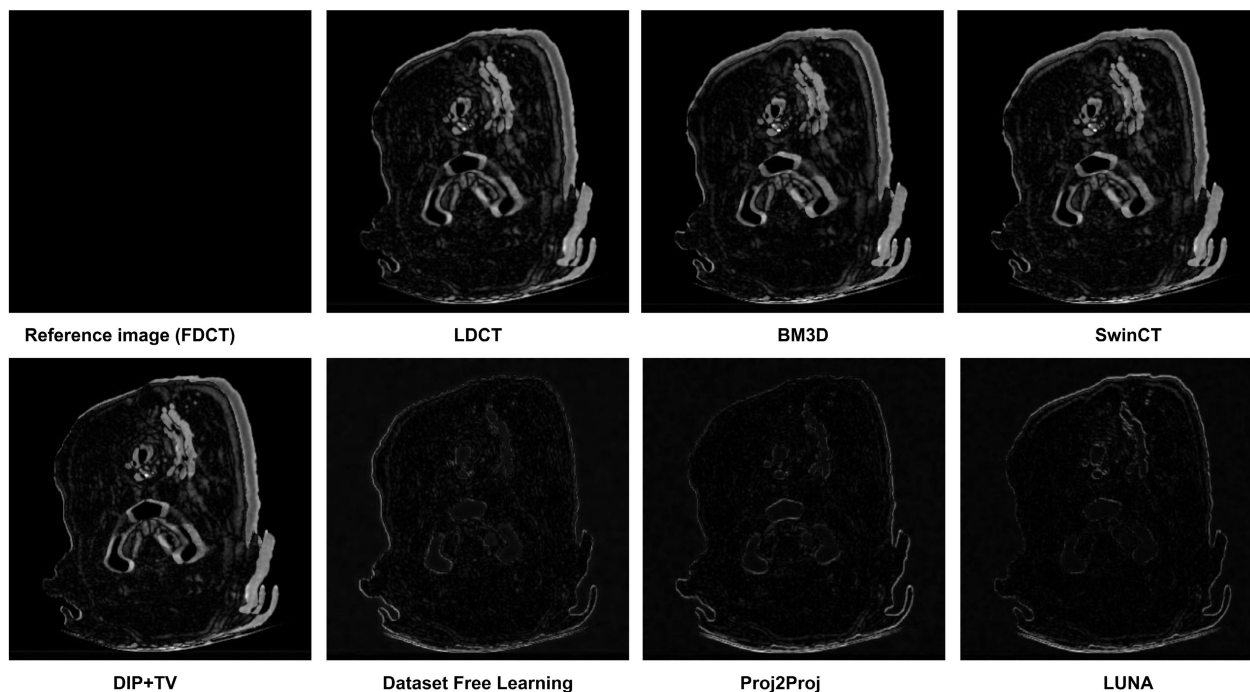 Reference image (FDCT)
LDCT
BM3D
SwinCT
DIP+TV
Dataset Free Learning
Proj2Proj
LUNA